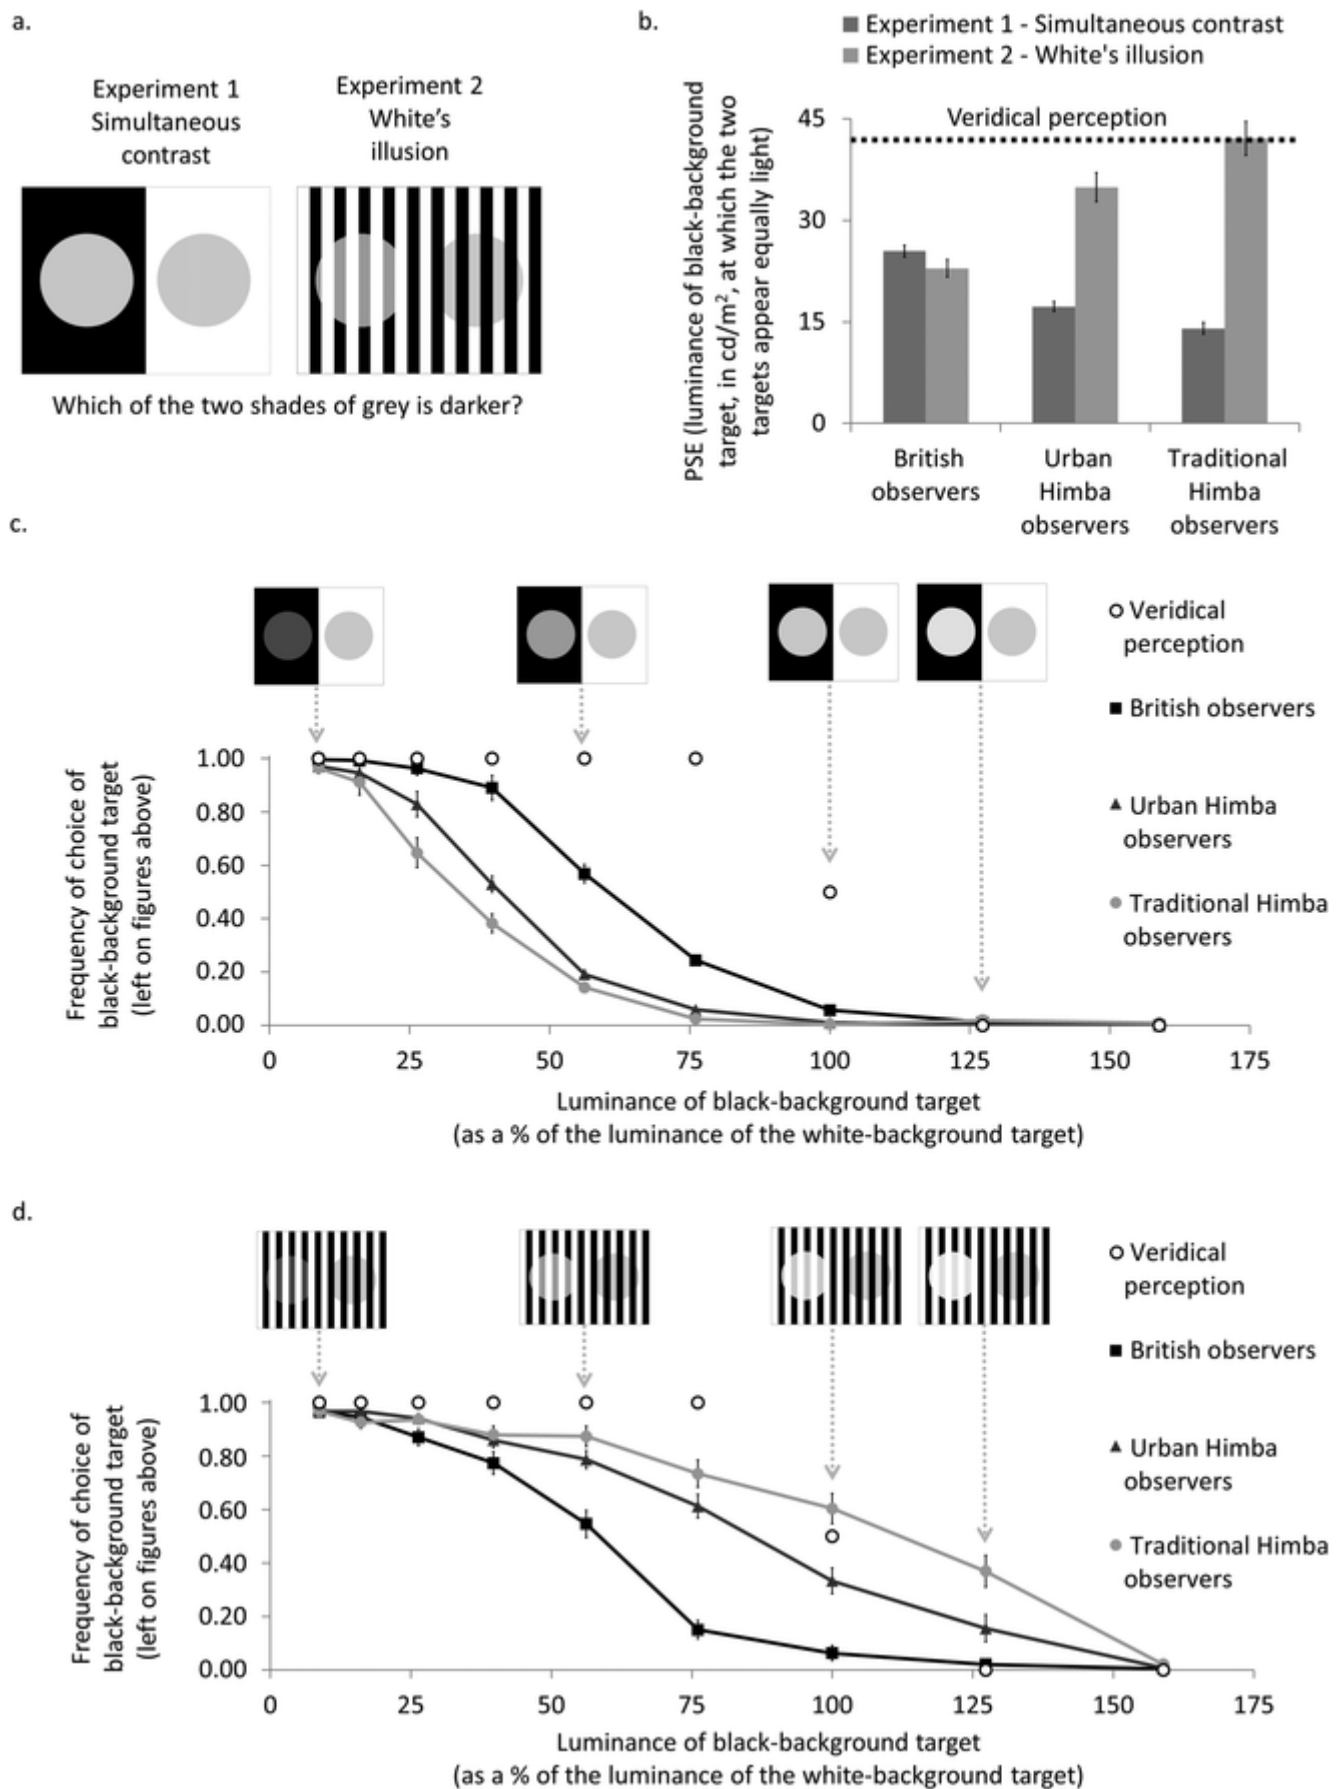 a.
Experiment 1
Simultaneous
contrast
Experiment 2
White's
illusion
Which of the two shades of grey is darker?
b.
Experiment 1 - Simultaneous contrast
Experiment 2 - White's illusion
PSE (luminance of black-background
target, in cd/m², at which the two
targets appear equally light)
45
30
15
0
Veridical perception
British
observers
Urban
Himba
observers
Traditional
Himba
observers
c.
Veridical
perception
British observers
Urban Himba
observers
Traditional Himba
observers
Frequency of choice of
black-background target
(left on figures above)
1.00
0.80
0.60
0.40
0.20
0.00
0 25 50 75 100 125 150 175
Luminance of black-background target
(as a % of the luminance of the white-background target)
d.
Veridical
perception
British observers
Urban Himba
observers
Traditional Himba
observers
Frequency of choice of
black-background target
(left on figures above)
1.00
0.80
0.60
0.40
0.20
0.00
0 25 50 75 100 125 150 175
Luminance of black-background target
(as a % of the luminance of the white-background target)